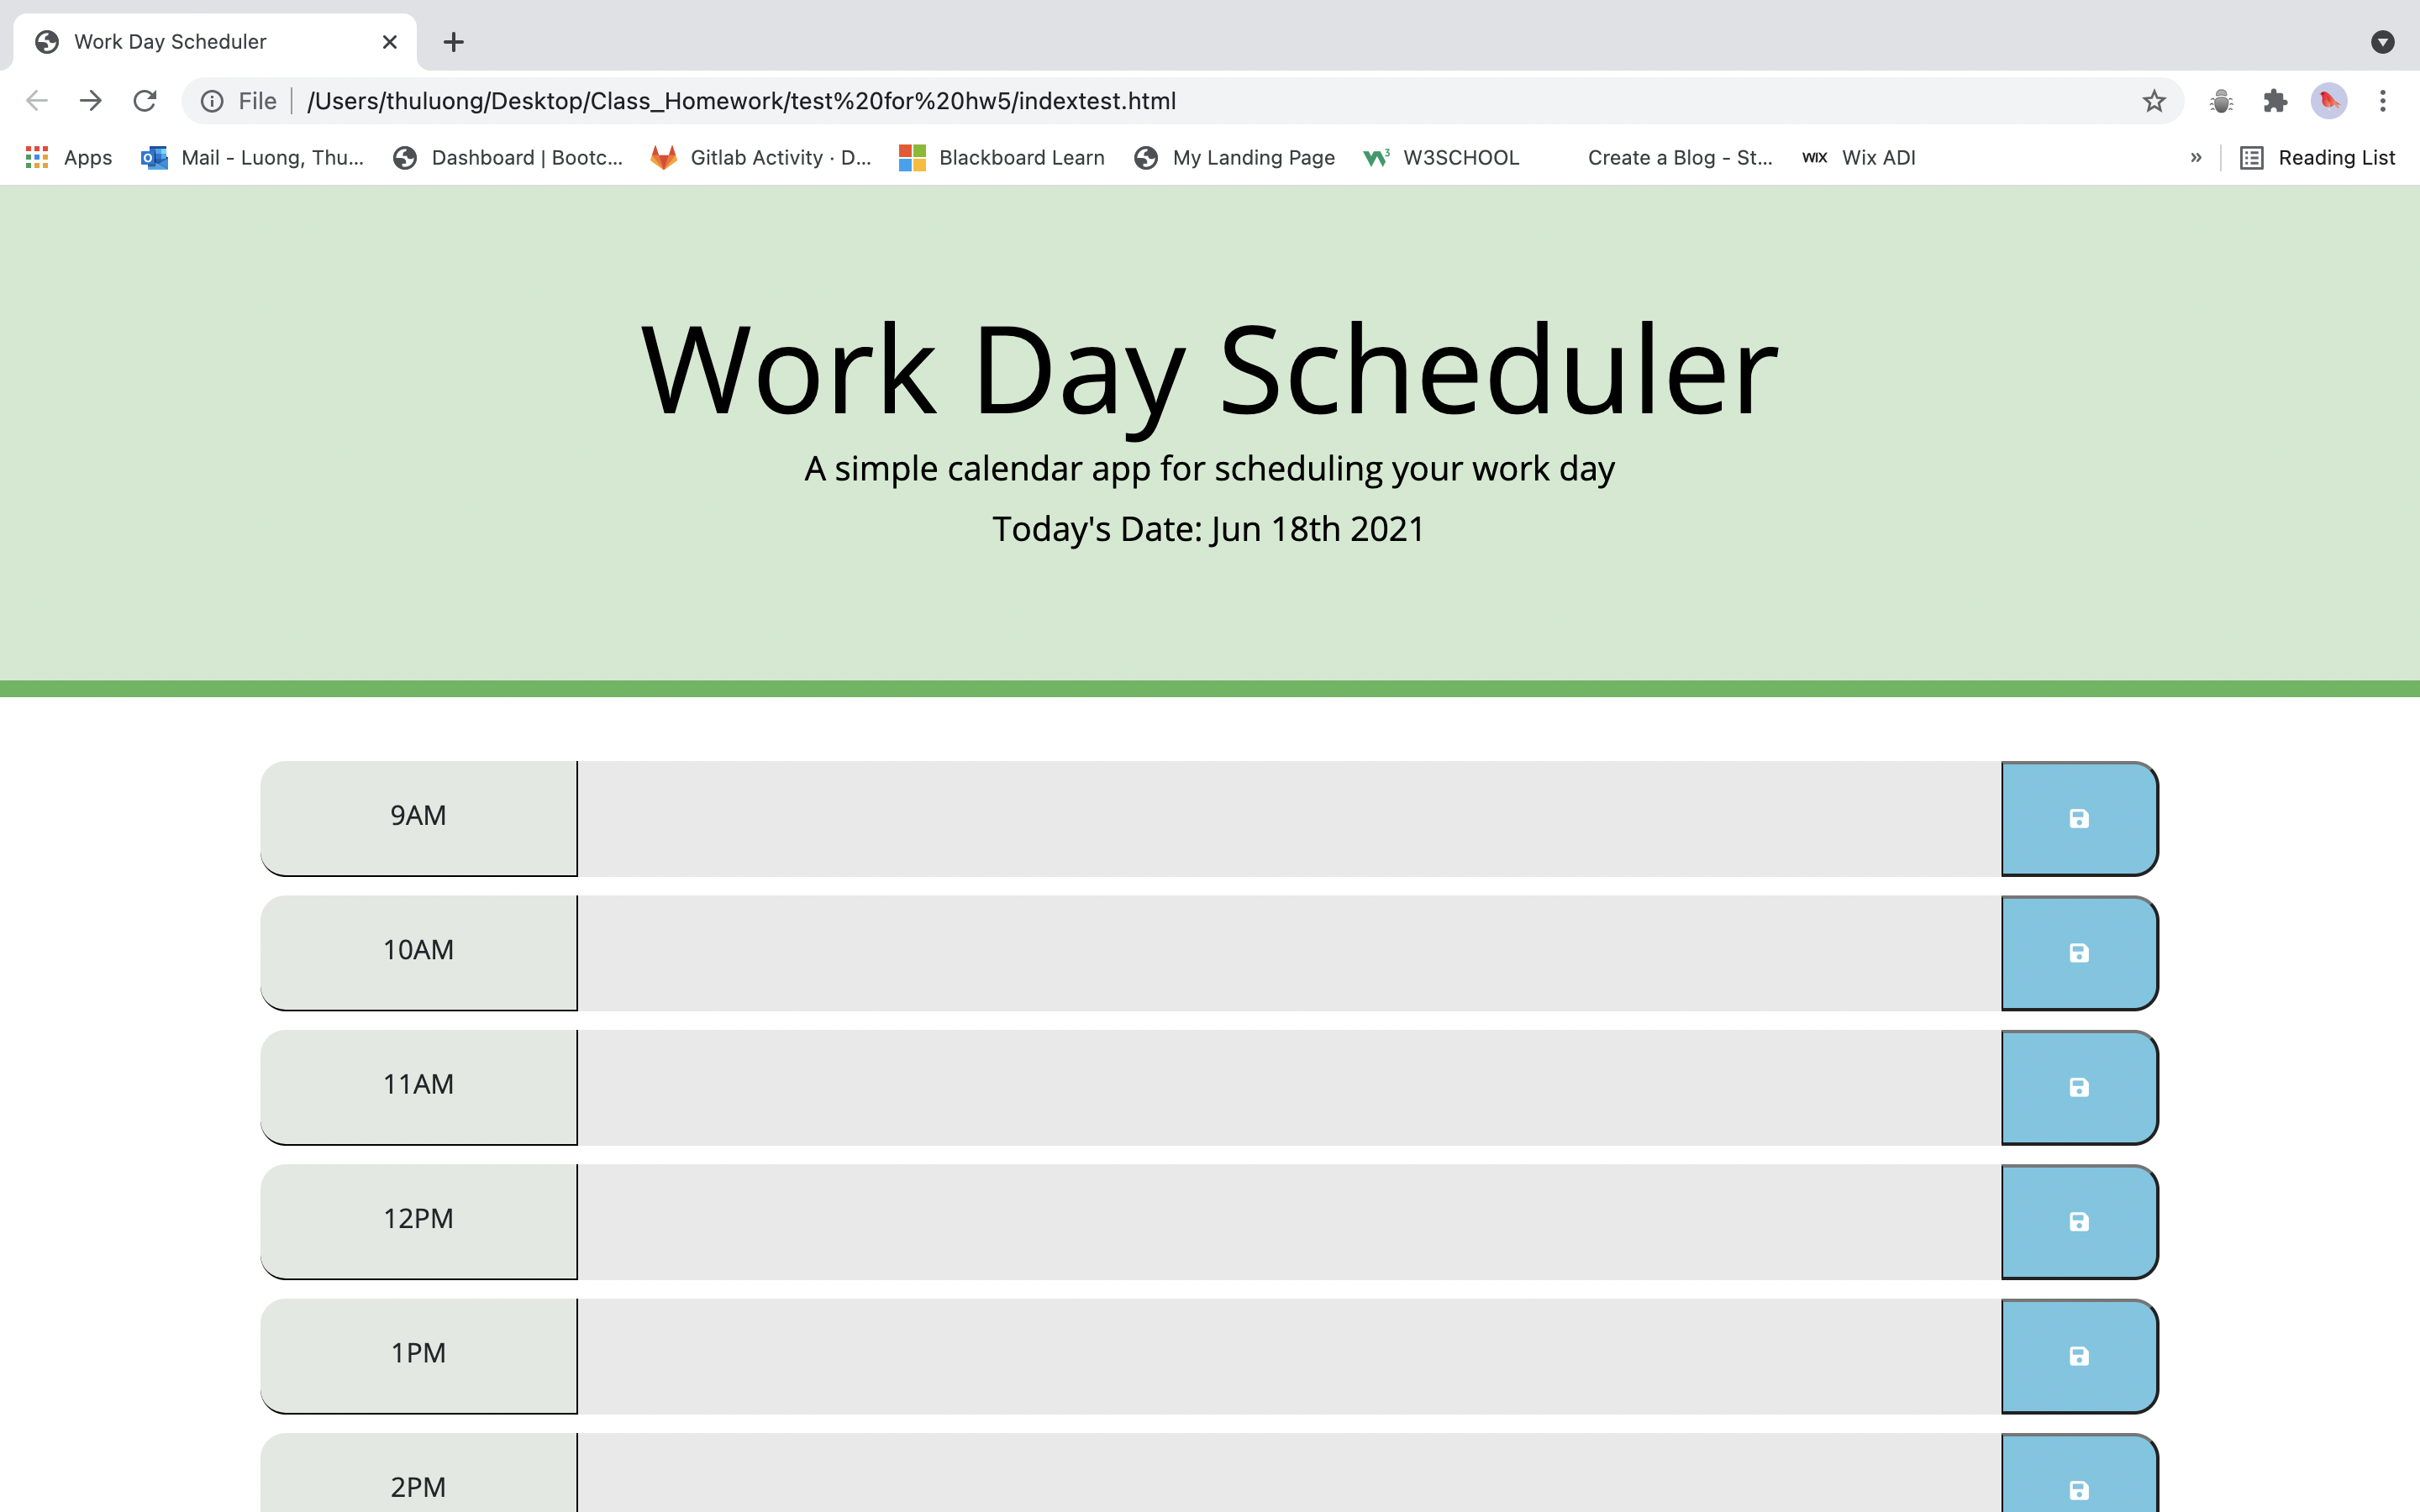 Work Day Scheduler
File /Users/thuluong/Desktop/Class_Homework/test%20for%20hw5/indextest.html
Apps Mail - Luong, Thu... Dashboard | Bootc... Gitlab Activity · D... Blackboard Learn My Landing Page W3SCHOOL Create a Blog - St... WIX Wix ADI » Reading List
Work Day Scheduler
A simple calendar app for scheduling your work day
Today's Date: Jun 18th 2021
9AM
10AM
11AM
12PM
1PM
2PM